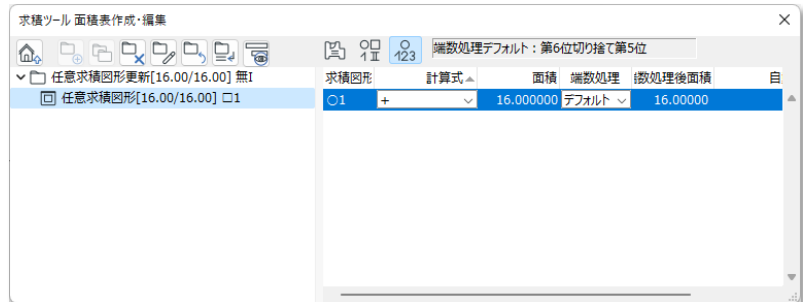 求積ツール 面積表作成・編集
123
端数処理デフォルト：第6位切り捨て第5位
任意求積図形更新[16.00/16.00] 無I
任意求積図形[16.00/16.00] □1
求積図形 計算式 面積 端数処理 数処理後面積 自
○1 + 16.000000 デフォルト 16.00000